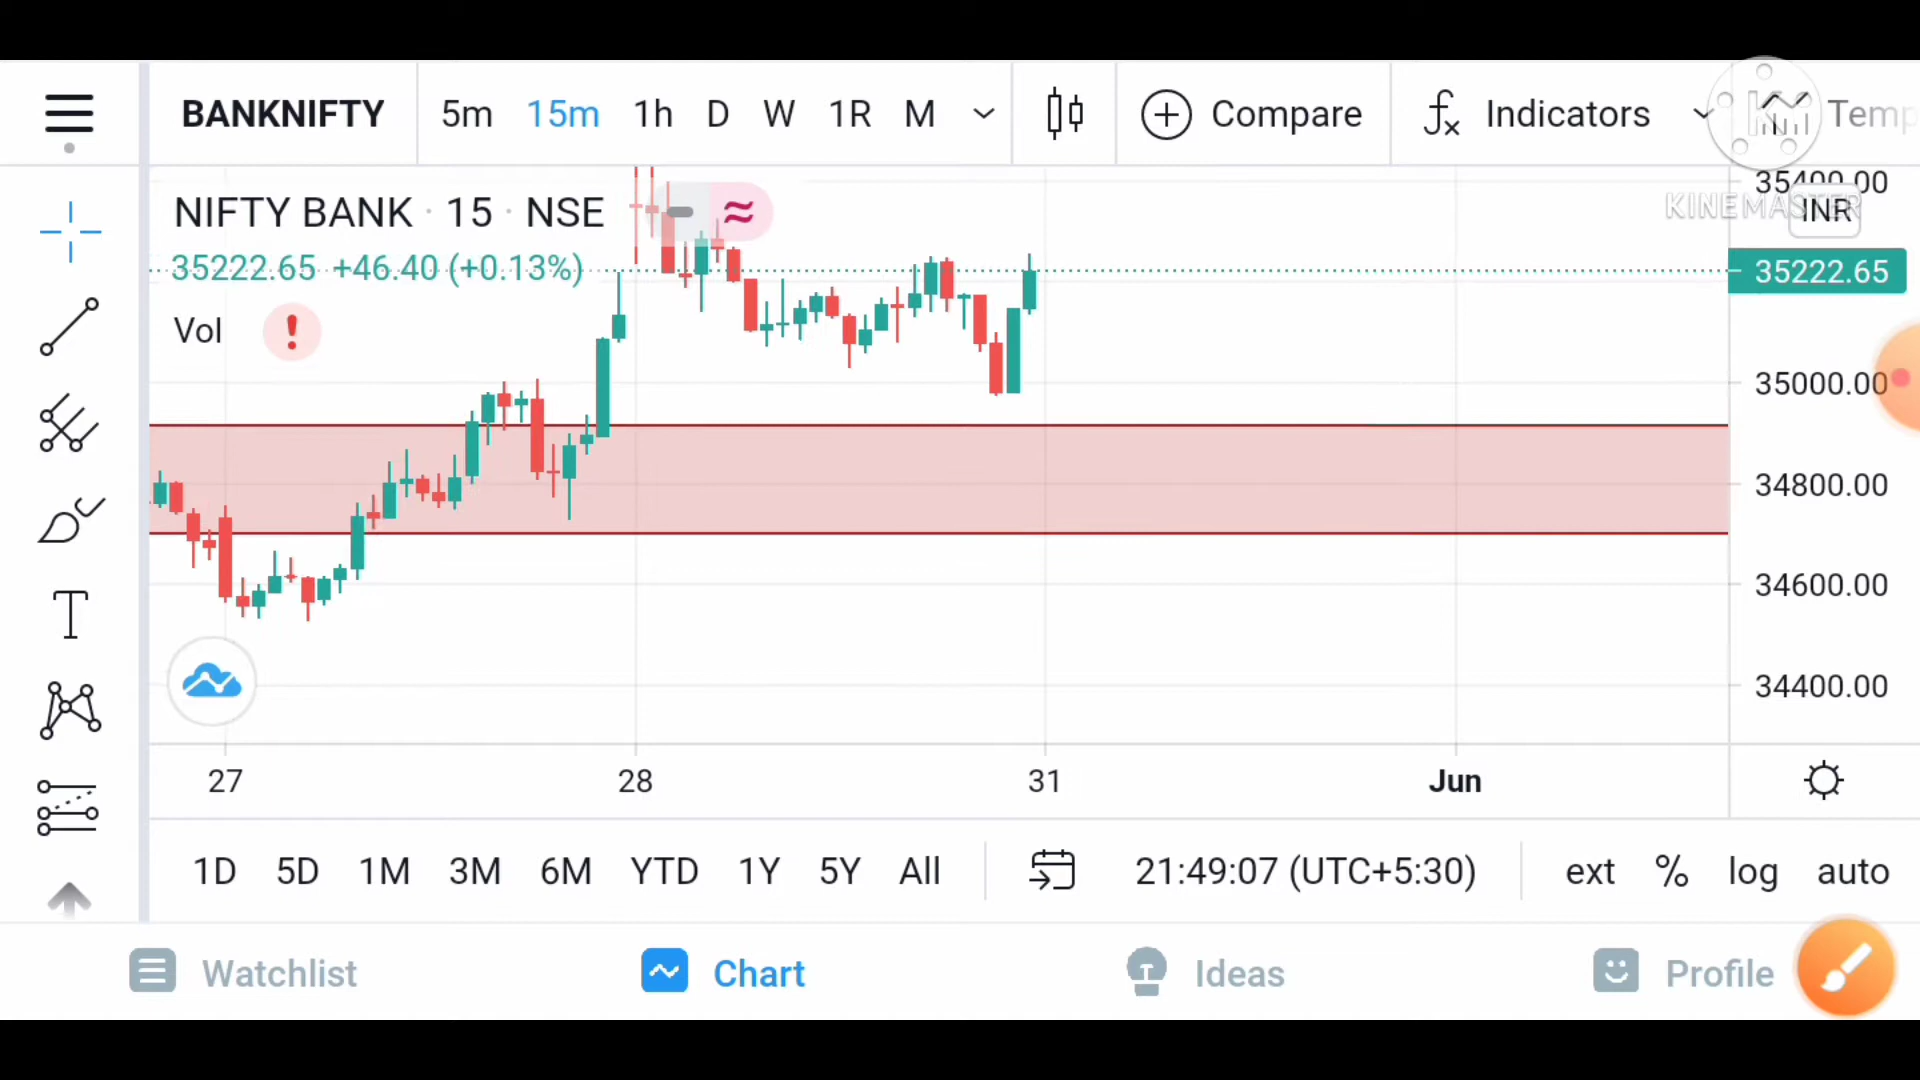 BANKNIFTY 5m 15m 1h D W 1R M Compare Indicators Temp
NIFTY BANK · 15 · NSE
35222.65 +46.40 (+0.13%)
Vol
35400.00
KINEMASTER
INR
35222.65
35000.00
34800.00
34600.00
34400.00
27 28 31 Jun
1D 5D 1M 3M 6M YTD 1Y 5Y All 21:49:07 (UTC+5:30) ext % log auto
Watchlist Chart Ideas Profile